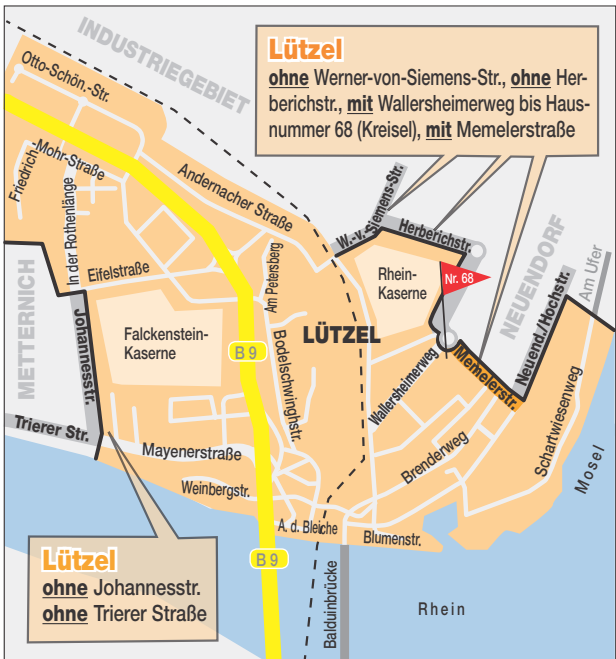 INDUSTRIEGEBIET
Lützel
ohne Werner-von-Siemens-Str., ohne Her-
berichstr., mit Wallersheimerweg bis Haus-
nummer 68 (Kreisel), mit Memelerstraße
Otto-Schön.-Str.
Friedrich-
-Mohr-Straße
In der Rothenlänge
Andernacher Straße
W.-v.-Siemens-Str.
Herberichstr.
NEUENDORF
Am Ufer
Eifelstraße
Am Petersberg
Rhein-
Kaserne
Nr. 68
METTERNICH
Johannesstr.
Falckenstein-
Kaserne
B 9
LÜTZEL
Bodelschwinghstr.
Wallersheimerweg
Memelerstr.
Neuend./Hochstr.
Schartwiesenweg
Mosel
Trierer Str.
Mayenerstraße
Weinbergstr.
Brenderweg
A. d. Bleiche
Blumenstr.
B 9
Balduinbrücke
Rhein
Lützel
ohne Johannesstr.
ohne Trierer Straße